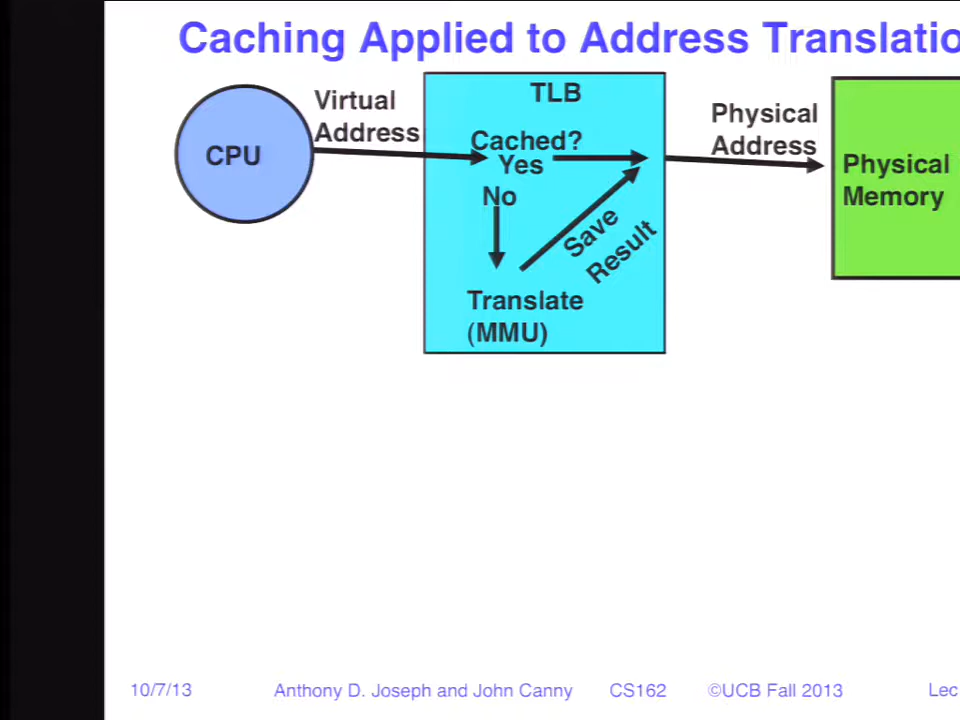 Caching Applied to Address Translatio
CPU
Virtual
Address
TLB
Cached?
Yes
No
Save
Result
Translate
(MMU)
Physical
Address
Physical
Memory
10/7/13
Anthony D. Joseph and John Canny
CS162
©UCB Fall 2013
Lec